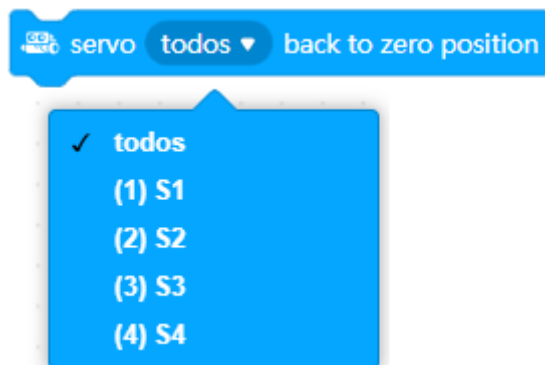 servo todos back to zero position
todos
(1) S1
(2) S2
(3) S3
(4) S4